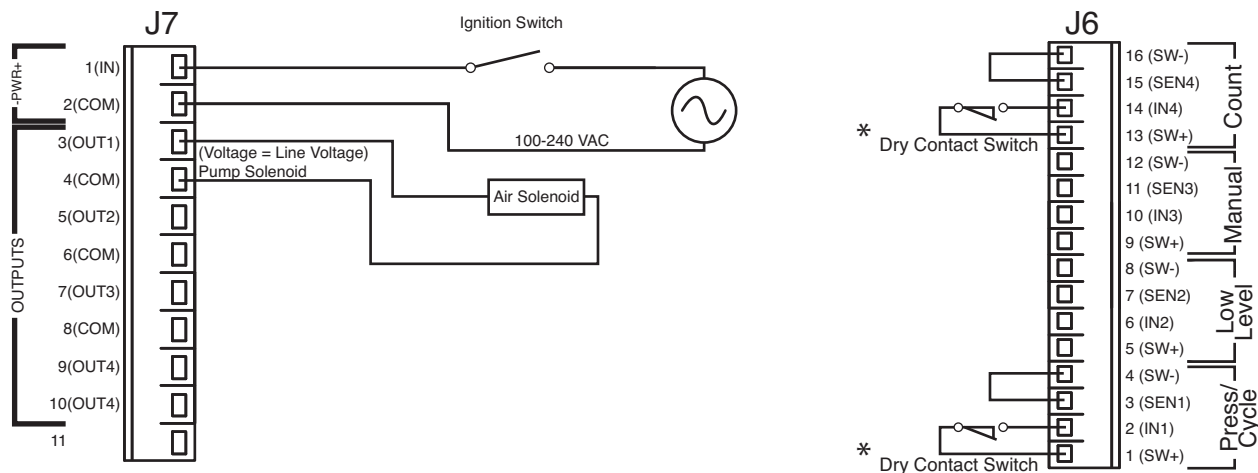 J7
Ignition Switch
-PWR+
1(IN)
2(COM)
OUTPUTS
3(OUT1)
4(COM)
5(OUT2)
6(COM)
7(OUT3)
8(COM)
9(OUT4)
10(OUT4)
11
100-240 VAC
(Voltage = Line Voltage)
Pump Solenoid
Air Solenoid
J6
16 (SW-)
15 (SEN4)
14 (IN4)
13 (SW+)
Count
* Dry Contact Switch
12 (SW-)
11 (SEN3)
10 (IN3)
9 (SW+)
Manual
8 (SW-)
7 (SEN2)
6 (IN2)
5 (SW+)
Low
Level
4 (SW-)
3 (SEN1)
2 (IN1)
1 (SW+)
Press/
Cycle
* Dry Contact Switch